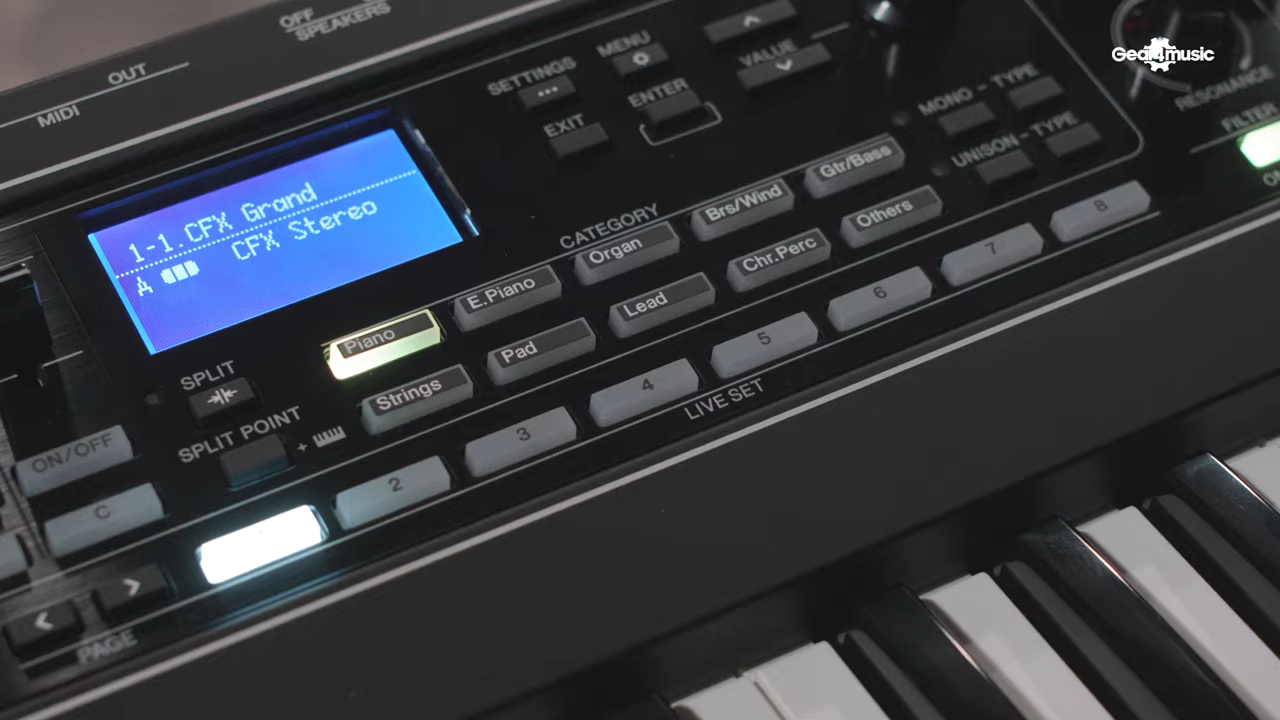 OFF
SPEAKERS
OUT
MIDI
MENU
SETTINGS
VALUE
ENTER
EXIT
Gear4music
MONO - TYPE
UNISON - TYPE
RESONANCE
FILTER
1-1.CFX Grand
A CFX Stereo
CATEGORY
Piano
E.Piano
Organ
Brs/Wind
Gtr/Bass
Strings
Pad
Lead
Chr.Perc
Others
SPLIT
SPLIT POINT
+
ON/OFF
C
2
3
4
5
6
7
8
LIVE SET
< >
PAGE